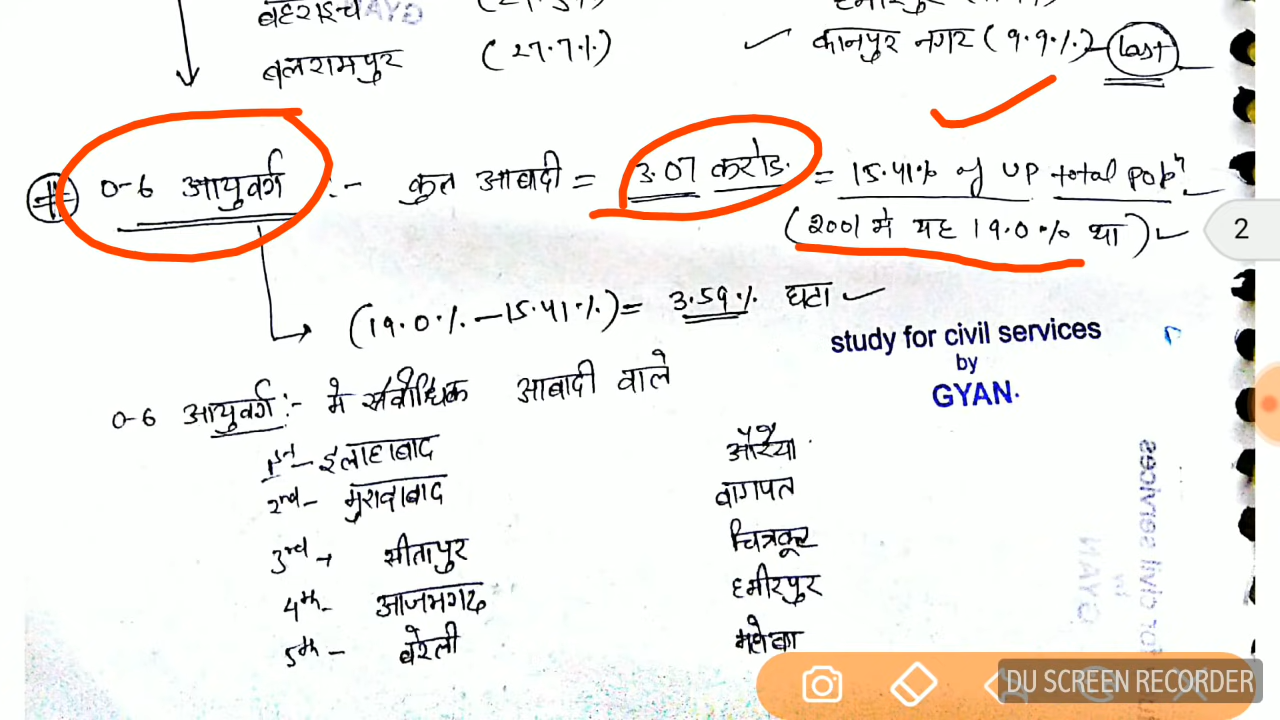 बहराइच
बलरामपुर (27.7%)
✓ कानपुर नगर (9.9%) – last
# 0-6 आयुवर्ग :- कुल आबादी = 3.07 करोड़. = 15.41% of UP total popⁿ
(2001 मे यह 19.0% था) ✓
(19.0% – 15.41%) = 3.59% घटा ✓
study for civil services
by
GYAN.
0-6 आयुवर्ग :- मे सर्वाधिक आबादी वाले
1st – इलाहाबाद औरैया
2nd – मुरादाबाद बागपत
3rd → सीतापुर चित्रकूट
4th – आजमगढ़ हमीरपुर
5th – बरेली महोबा
2
DU SCREEN RECORDER